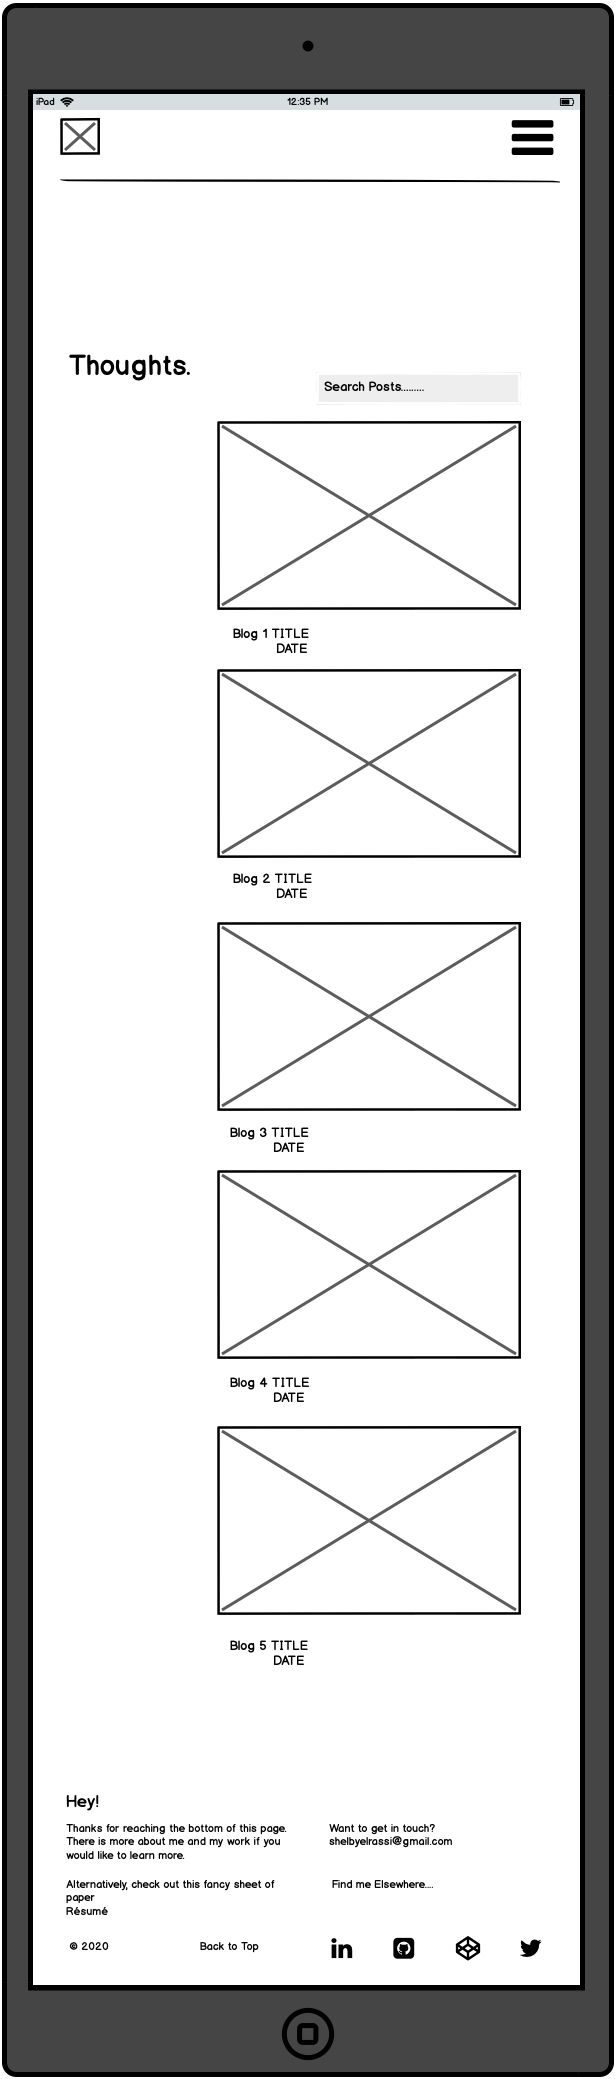 iPad
12:35 PM
Thoughts.
Search Posts.........
Blog 1 TITLE
DATE
Blog 2 TITLE
DATE
Blog 3 TITLE
DATE
Blog 4 TITLE
DATE
Blog 5 TITLE
DATE
Hey!
Thanks for reaching the bottom of this page.
There is more about me and my work if you
would like to learn more.
Alternatively, check out this fancy sheet of
paper
Résumé
Want to get in touch?
shelbyelrassi@gmail.com
Find me Elsewhere....
© 2020
Back to Top
in